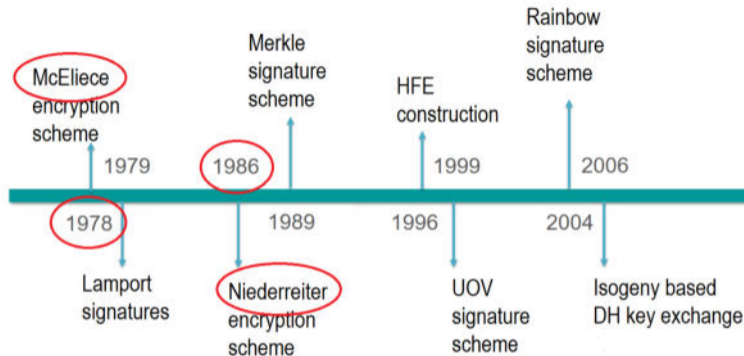 McEliece
encryption
scheme
Merkle
signature
scheme
HFE
construction
Rainbow
signature
scheme
1979
1986
1999
2006
1978
1989
1996
2004
Lamport
signatures
Niederreiter
encryption
scheme
UOV
signature
scheme
Isogeny based
DH key exchange